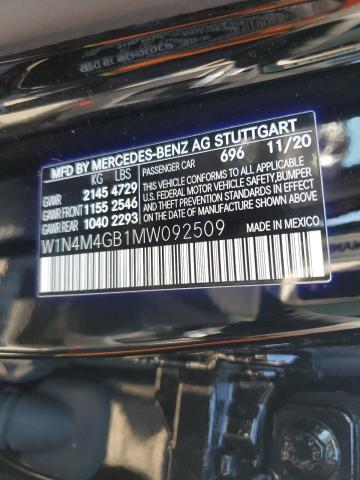 MFD BY MERCEDES-BENZ AG STUTTGART
KG LBS PASSENGER CAR 696 11/20
GVWR 2145 4729
GAWR FRONT 1155 2546
GAWR REAR 1040 2293
THIS VEHICLE CONFORMS TO ALL APPLICABLE
U.S. FEDERAL MOTOR VEHICLE SAFETY, BUMPER,
AND THEFT PREVENTION STANDARDS IN EFFECT
ON THE DATE OF MANUFACTURE SHOWN ABOVE.
W1N4M4GB1MW092509
MADE IN MEXICO